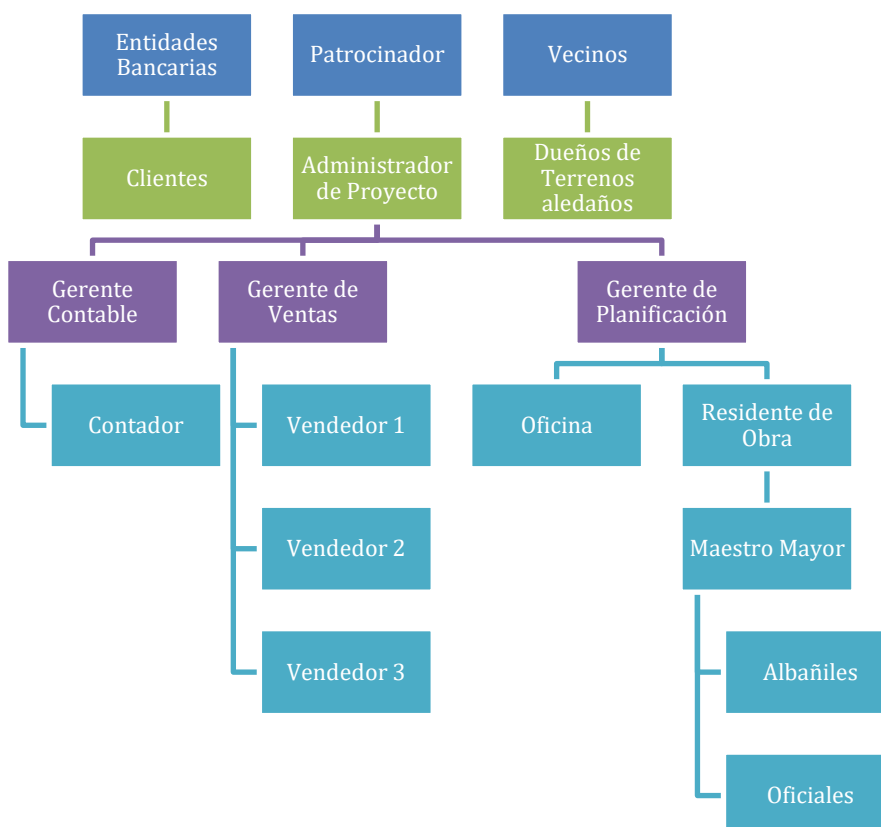 Entidades
Bancarias
Patrocinador
Vecinos
Clientes
Administrador
de Proyecto
Dueños de
Terrenos
aledaños
Gerente
Contable
Gerente de
Ventas
Gerente de
Planificación
Contador
Vendedor 1
Oficina
Residente de
Obra
Vendedor 2
Maestro Mayor
Vendedor 3
Albañiles
Oficiales